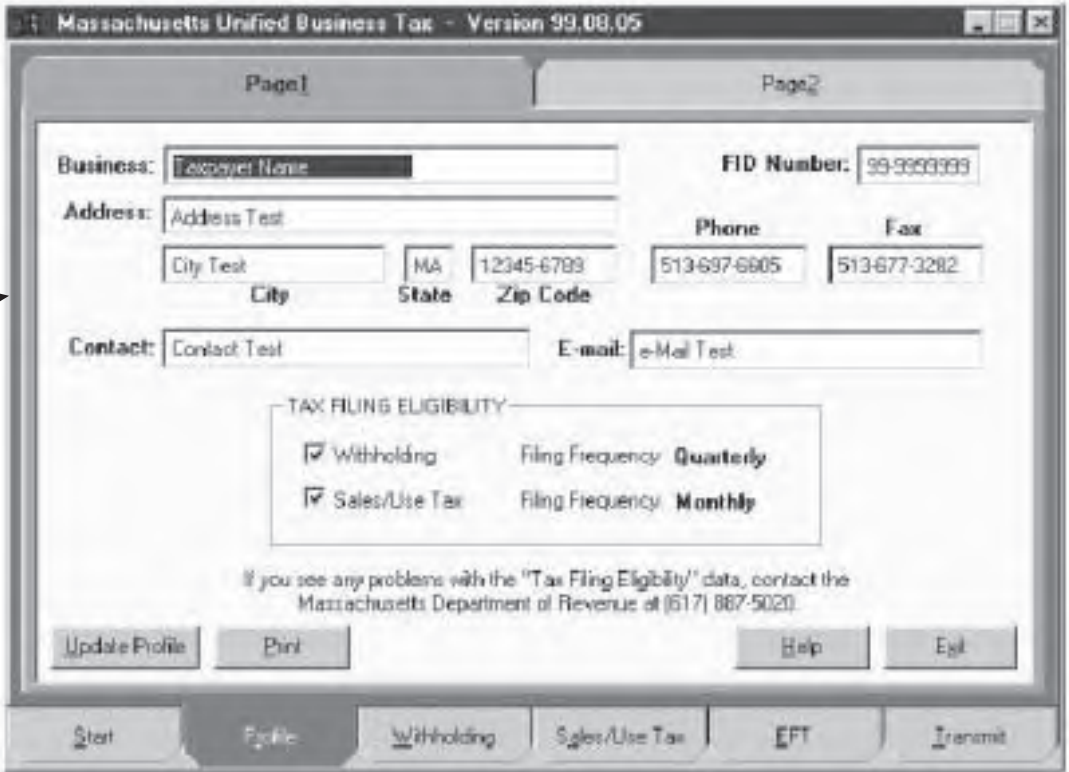 Massachusetts Unified Business Tax - Version 99.08.05
Page1 Page2
Business: Taxpayer Name FID Number: 99-9999999
Address: Address Test
Phone Fax
City Test MA 12345-6789 513-697-6605 513-677-3282
City State Zip Code
Contact: Contact Test E-mail: e-Mail Test
TAX FILING ELIGIBILITY
Withholding Filing Frequency Quarterly
Sales/Use Tax Filing Frequency Monthly
If you see any problems with the "Tax Filing Eligibility" data, contact the
Massachusetts Department of Revenue at (617) 887-5020.
Update Profile Print Help Exit
Start Profile Withholding Sales/Use Tax EFT Transmit